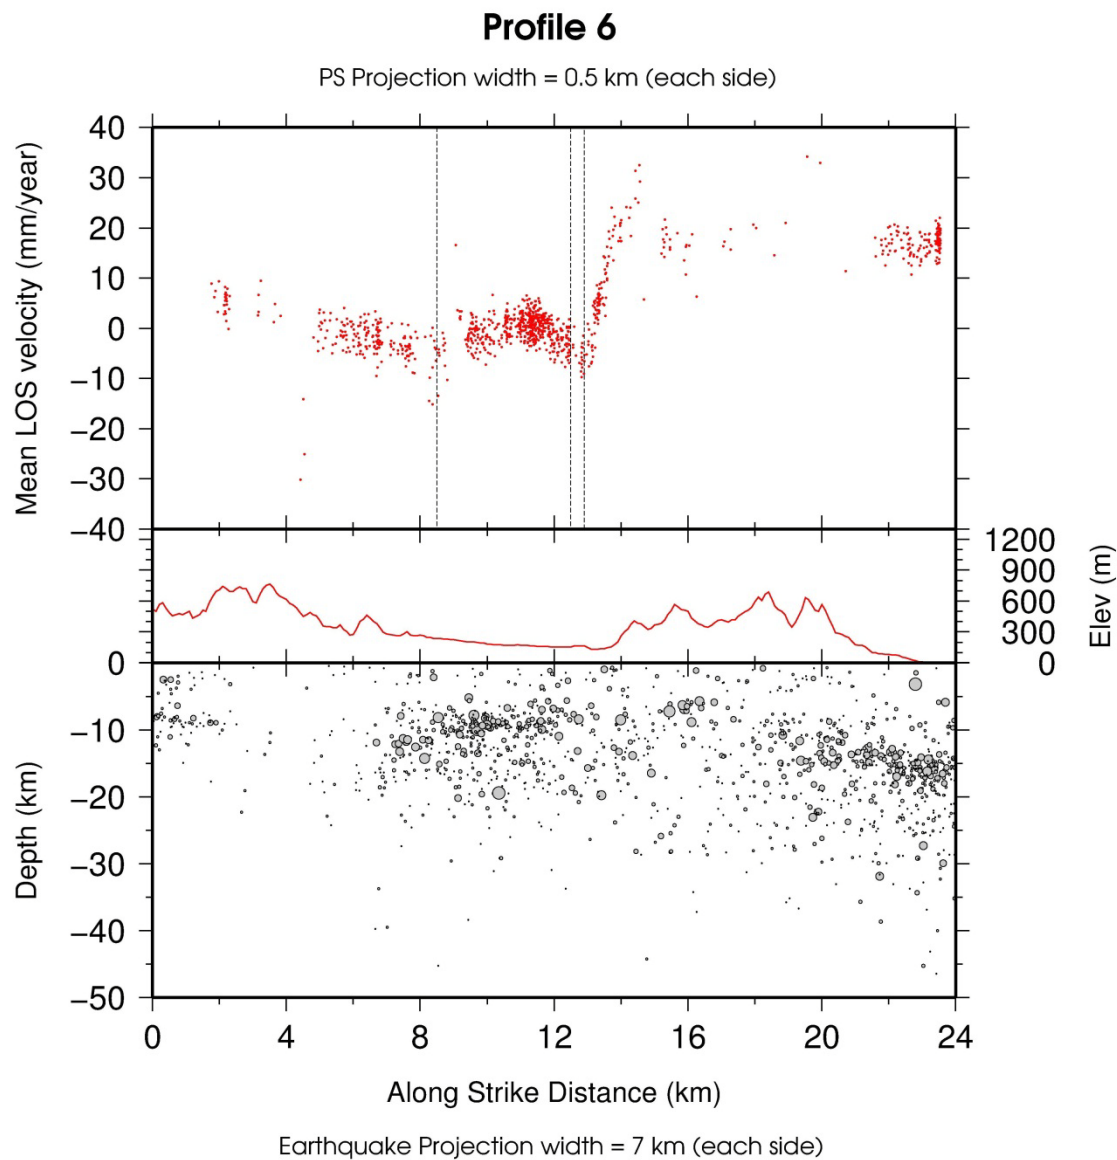 Profile 6
PS Projection width = 0.5 km (each side)
Mean LOS velocity (mm/year)
40
30
20
10
0
−10
−20
−30
−40
1200
900
600
300
0
Elev (m)
0
−10
−20
−30
−40
−50
Depth (km)
0 4 8 12 16 20 24
Along Strike Distance (km)
Earthquake Projection width = 7 km (each side)